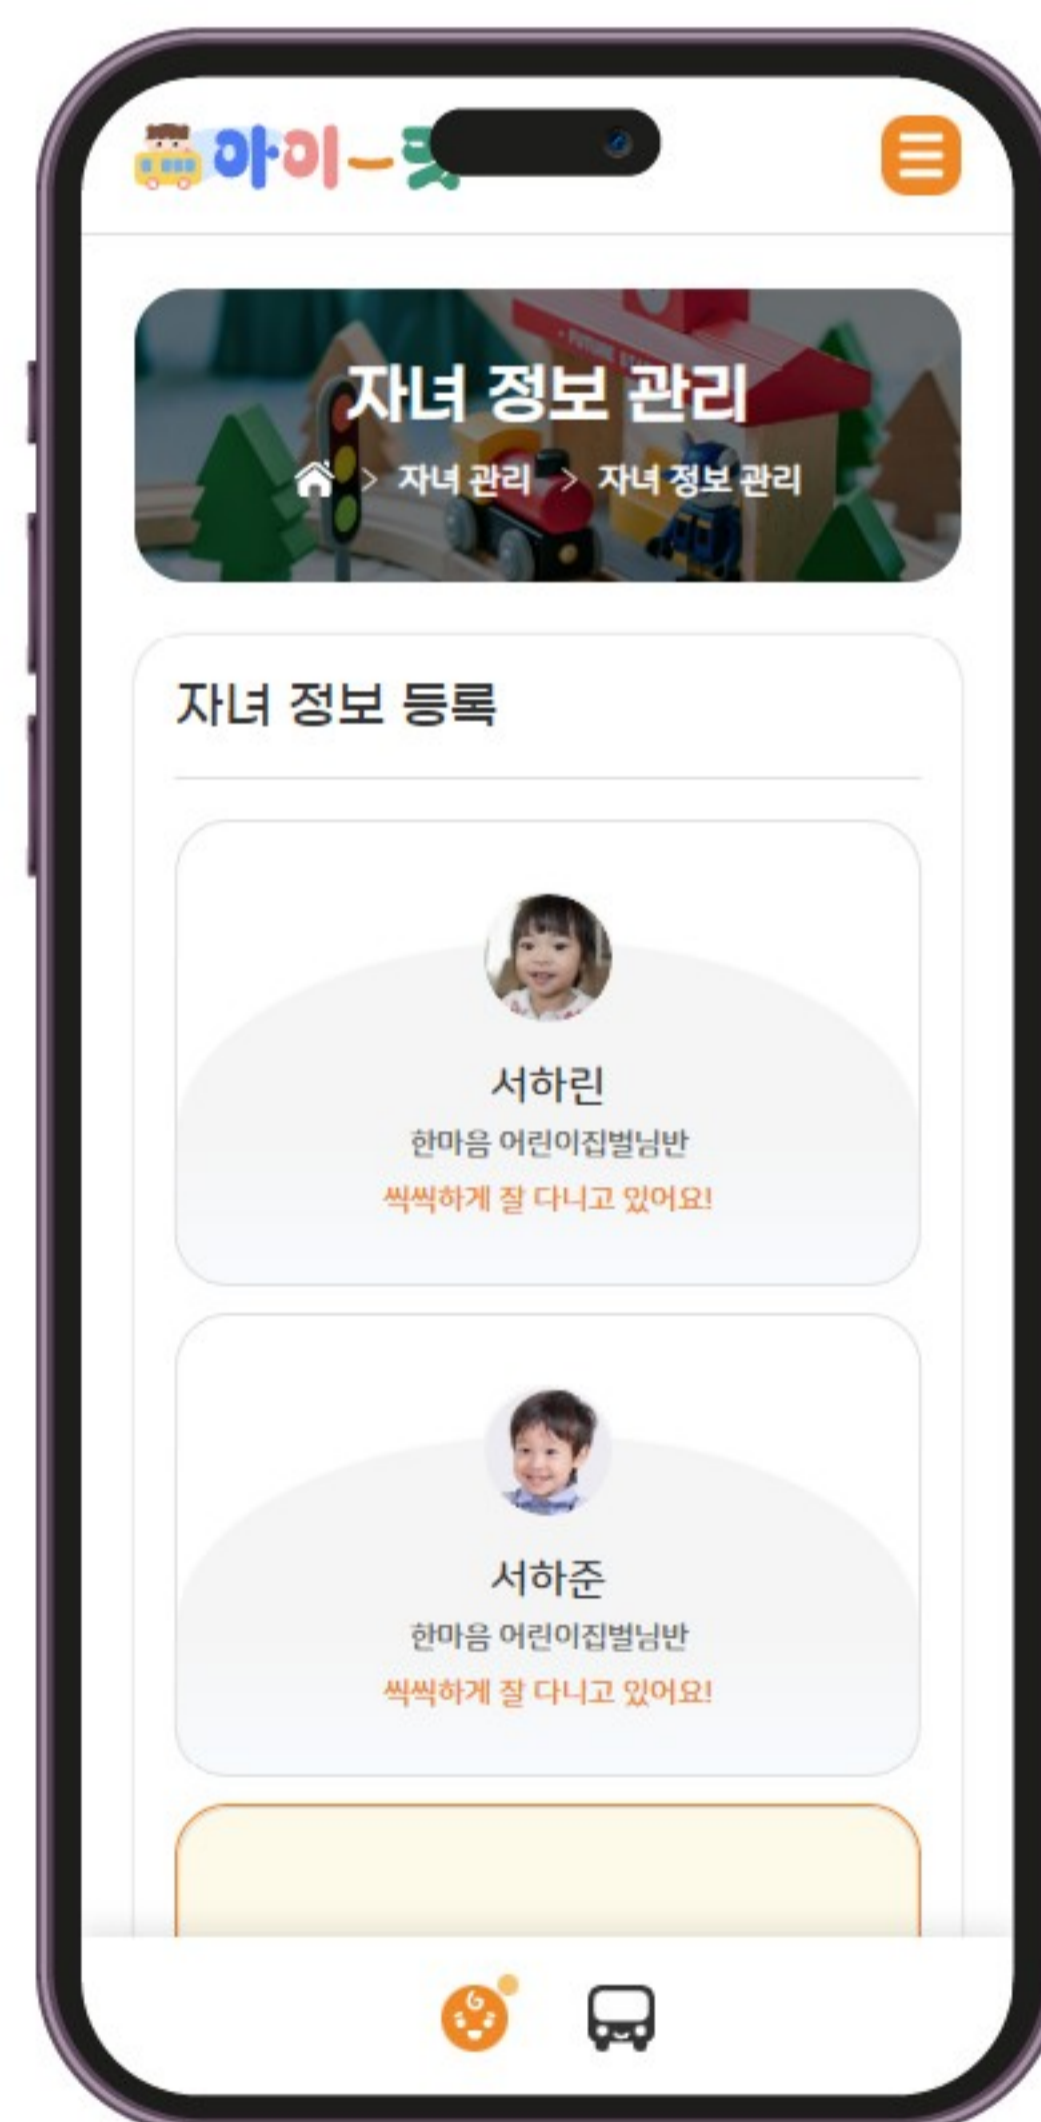 아이-
자녀 정보 관리
> 자녀 관리 > 자녀 정보 관리
자녀 정보 등록
서하린
한마음 어린이집벌님반
씩씩하게 잘 다니고 있어요!
서하준
한마음 어린이집벌님반
씩씩하게 잘 다니고 있어요!